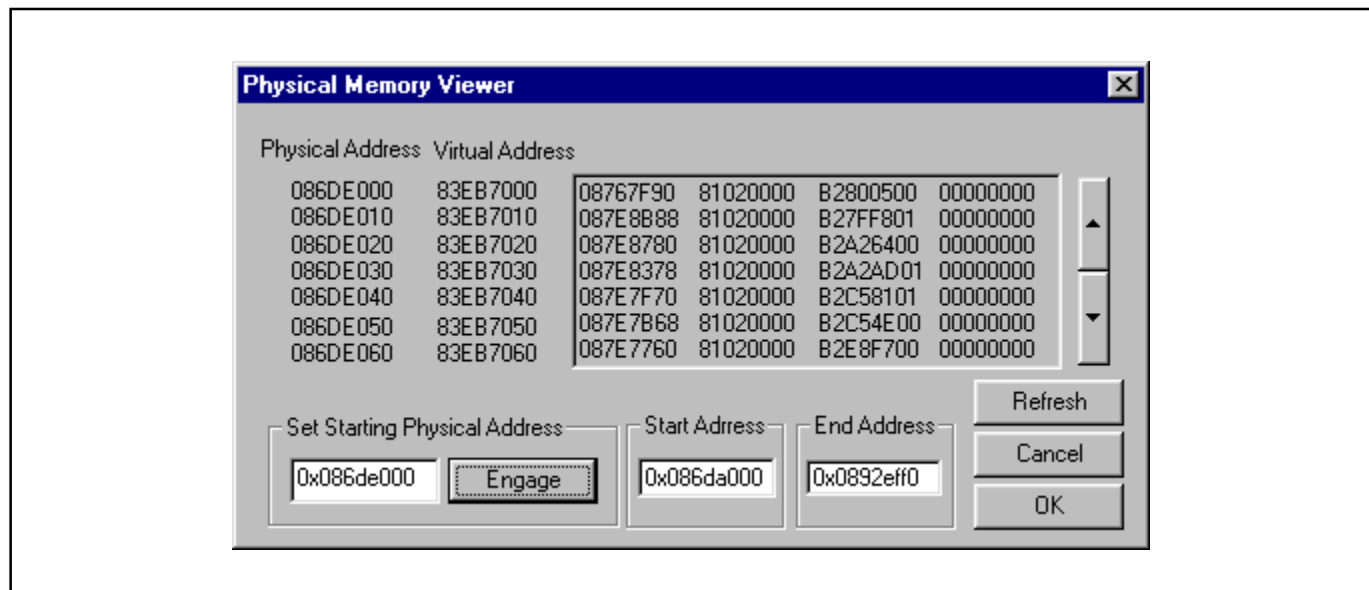 Physical Memory Viewer
Physical Address Virtual Address
086DE000 83EB7000 08767F90 81020000 B2800500 00000000
086DE010 83EB7010 087E8B88 81020000 B27FF801 00000000
086DE020 83EB7020 087E8780 81020000 B2A26400 00000000
086DE030 83EB7030 087E8378 81020000 B2A2AD01 00000000
086DE040 83EB7040 087E7F70 81020000 B2C58101 00000000
086DE050 83EB7050 087E7B68 81020000 B2C54E00 00000000
086DE060 83EB7060 087E7760 81020000 B2E8F700 00000000
Set Starting Physical Address
0x086de000 Engage
Start Adrress
0x086da000
End Address
0x0892eff0
Refresh
Cancel
OK